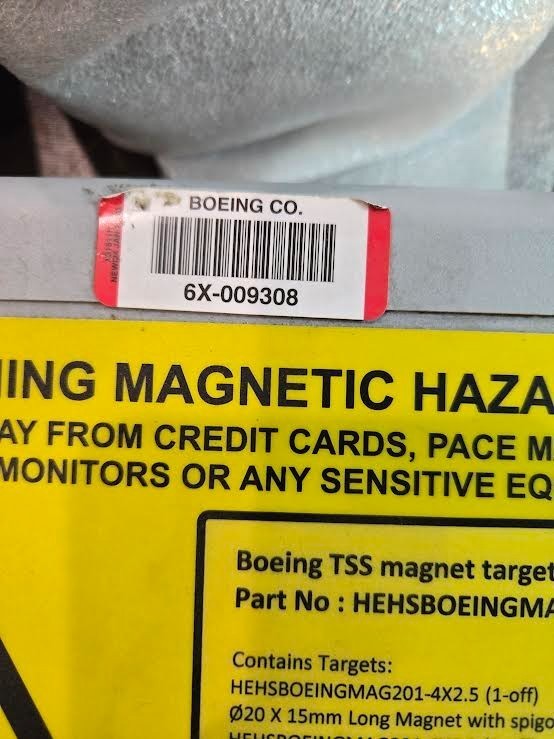 BOEING CO.
6X-009308
ING MAGNETIC HAZA
AY FROM CREDIT CARDS, PACE M
MONITORS OR ANY SENSITIVE EQ
Boeing TSS magnet target
Part No : HEHSBOEINGMA
Contains Targets:
HEHSBOEINGMAG201-4X2.5 (1-off)
Ø20 X 15mm Long Magnet with spigo